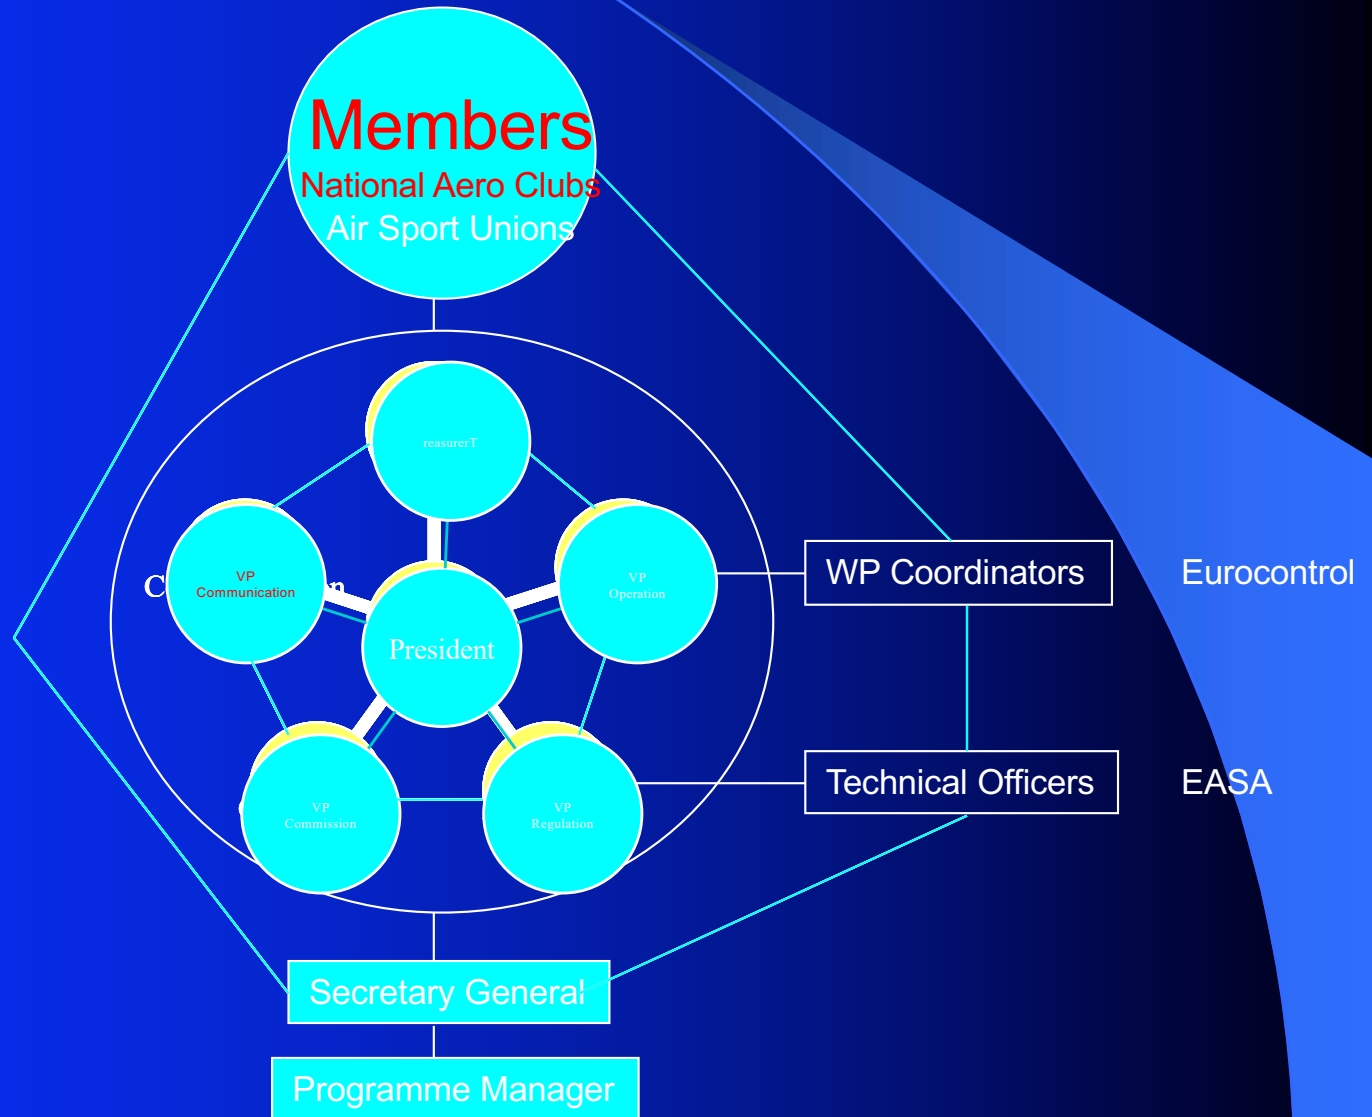 Members
National Aero Clubs
Air Sport Unions
reasurerT
VP
Communication
VP
Operation
President
VP
Commission
VP
Regulation
WP Coordinators
Eurocontrol
Technical Officers
EASA
Secretary General
Programme Manager